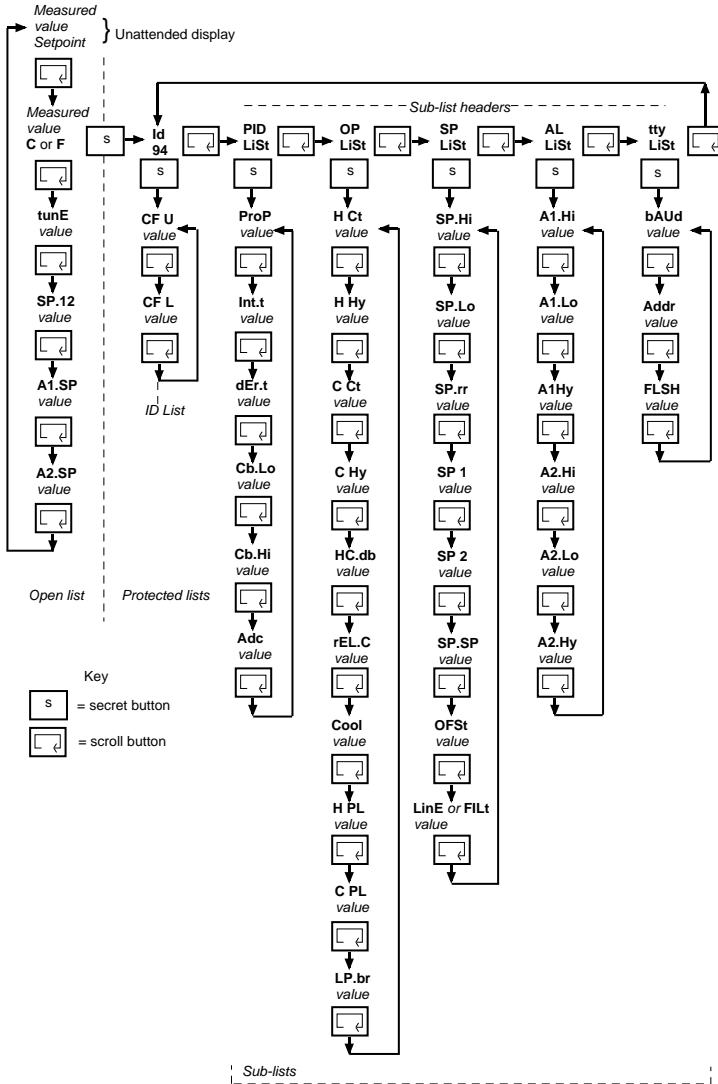 Measured
value
Setpoint
} Unattended display
Measured
value
C or F
tunE
value
SP.12
value
A1.SP
value
A2.SP
value
Open list
Protected lists
Sub-list headers
s
Id
94
PID
LiSt
OP
LiSt
SP
LiSt
AL
LiSt
tty
LiSt
s
s
s
s
s
s
CF U
value
CF L
value
ID List
ProP
value
Int.t
value
dEr.t
value
Cb.Lo
value
Cb.Hi
value
Adc
value
H Ct
value
H Hy
value
C Ct
value
C Hy
value
HC.db
value
rEL.C
value
Cool
value
H PL
value
C PL
value
LP.br
value
SP.Hi
value
SP.Lo
value
SP.rr
value
SP 1
value
SP 2
value
SP.SP
value
OFSt
value
LinE or FILt
value
A1.Hi
value
A1.Lo
value
A1Hy
value
A2.Hi
value
A2.Lo
value
A2.Hy
value
bAUd
value
Addr
value
FLSH
value
Key
s = secret button
= scroll button
Sub-lists